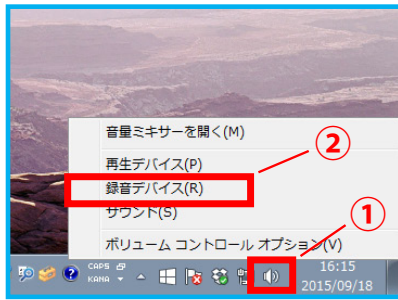 音量ミキサーを開く(M)
②
再生デバイス(P)
録音デバイス(R)
サウンド(S)
①
ボリューム コントロール オプション(V)
CAPS
KANA
16:15
2015/09/18